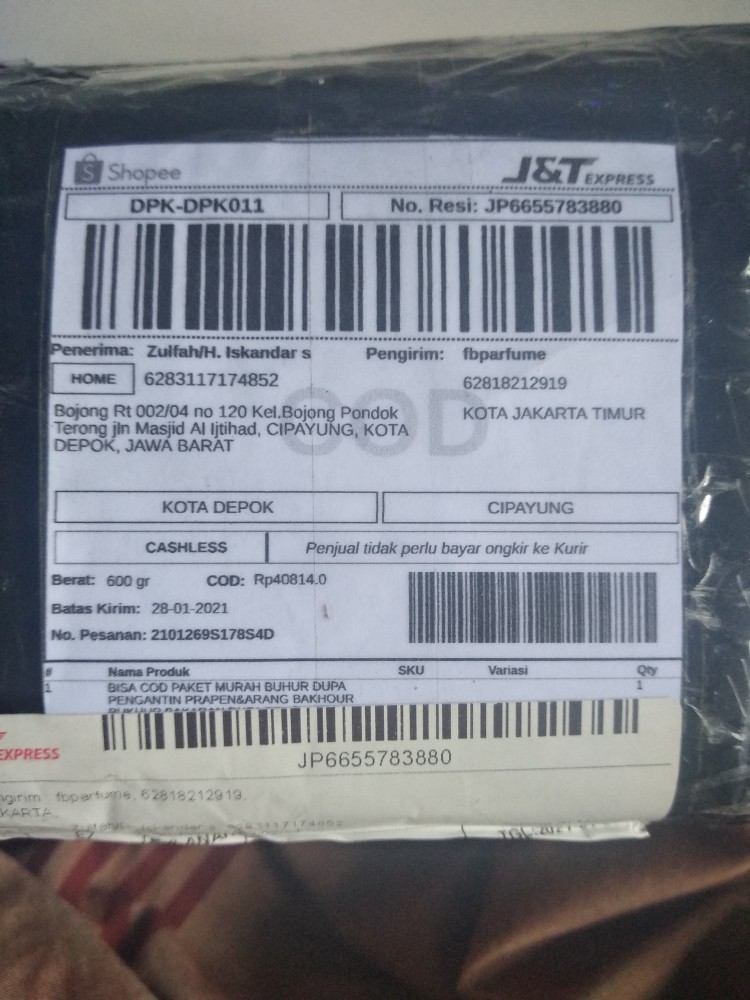 Shopee J&T EXPRESS
DPK-DPK011 No. Resi: JP6655783880
Penerima: Zulfah/H. Iskandar s Pengirim: fbparfume
HOME 6283117174852 62818212919
Bojong Rt 002/04 no 120 Kel.Bojong Pondok KOTA JAKARTA TIMUR
Terong jln Masjid Al Ijtihad, CIPAYUNG, KOTA
DEPOK, JAWA BARAT
COD
KOTA DEPOK CIPAYUNG
CASHLESS Penjual tidak perlu bayar ongkir ke Kurir
Berat: 600 gr COD: Rp40814.0
Batas Kirim: 28-01-2021
No. Pesanan: 2101269S178S4D
# Nama Produk SKU Variasi Qty
1 BISA COD PAKET MURAH BUHUR DUPA 1
PENGANTIN PRAPEN&ARANG BAKHOUR
EXPRESS JP6655783880
ngirim : fbparfume, 62818212919,
KARTA